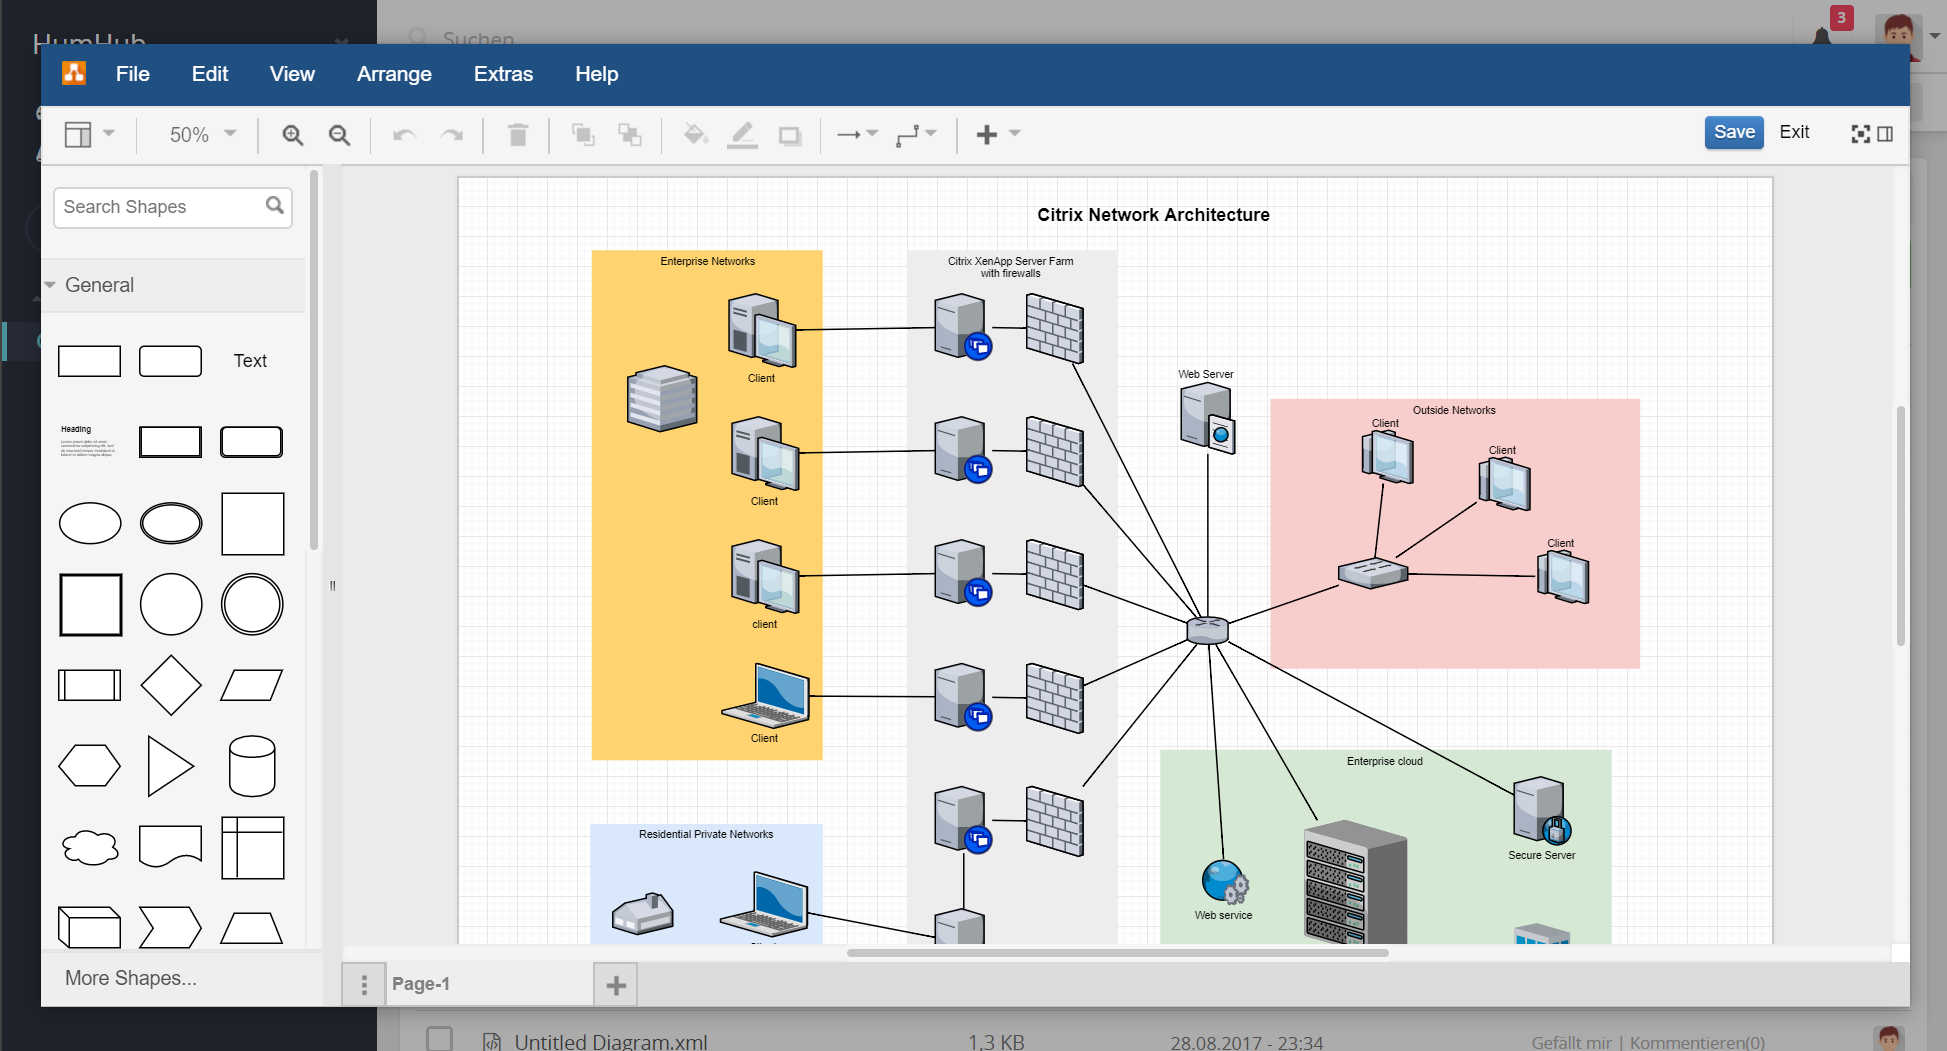 HumHub
Suchen
3
File Edit View Arrange Extras Help
50%
Save Exit
Search Shapes
General
Text
Heading
More Shapes...
Citrix Network Architecture
Enterprise Networks
Client
Client
client
Client
Residential Private Networks
Citrix XenApp Server Farm
with firewalls
Web Server
Outside Networks
Client
Client
Client
Enterprise cloud
Secure Server
Web service
Page-1
Untitled Diagram.xml 1,3 KB 28.08.2017 - 23:34 Gefällt mir | Kommentieren(0)